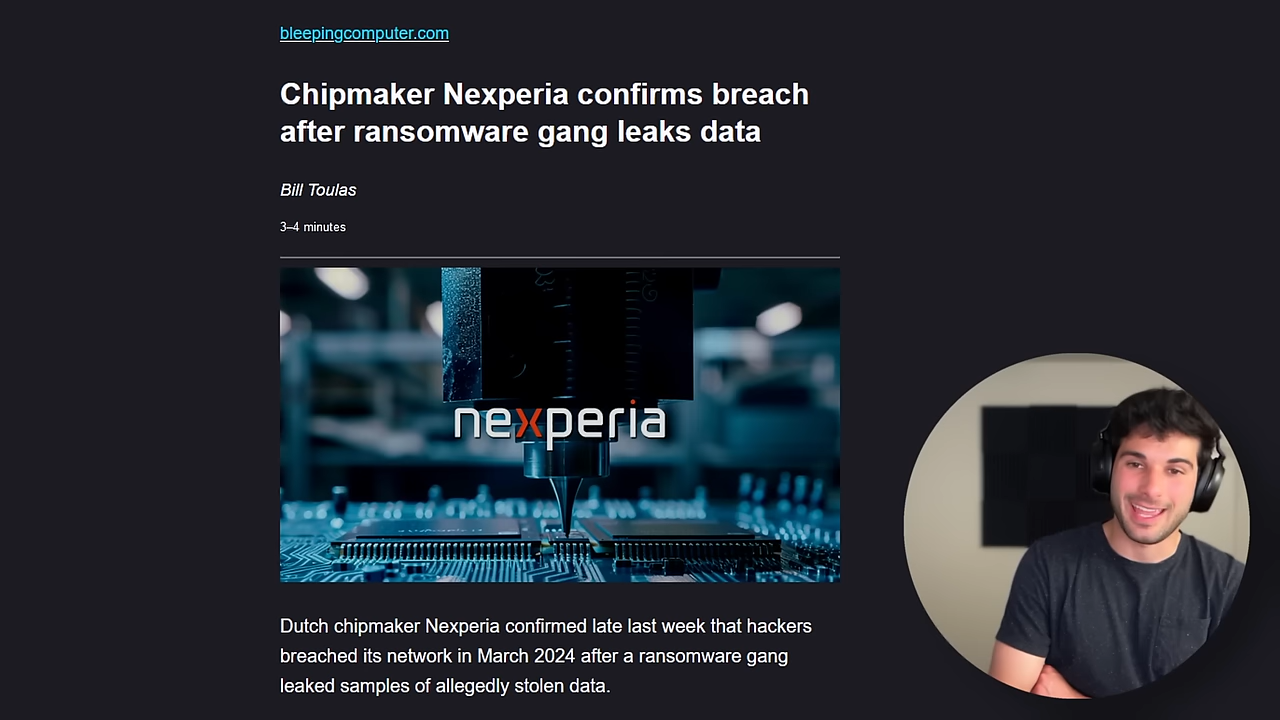 bleepingcomputer.com
Chipmaker Nexperia confirms breach
after ransomware gang leaks data
Bill Toulas
3–4 minutes
nexperia
Dutch chipmaker Nexperia confirmed late last week that hackers
breached its network in March 2024 after a ransomware gang
leaked samples of allegedly stolen data.